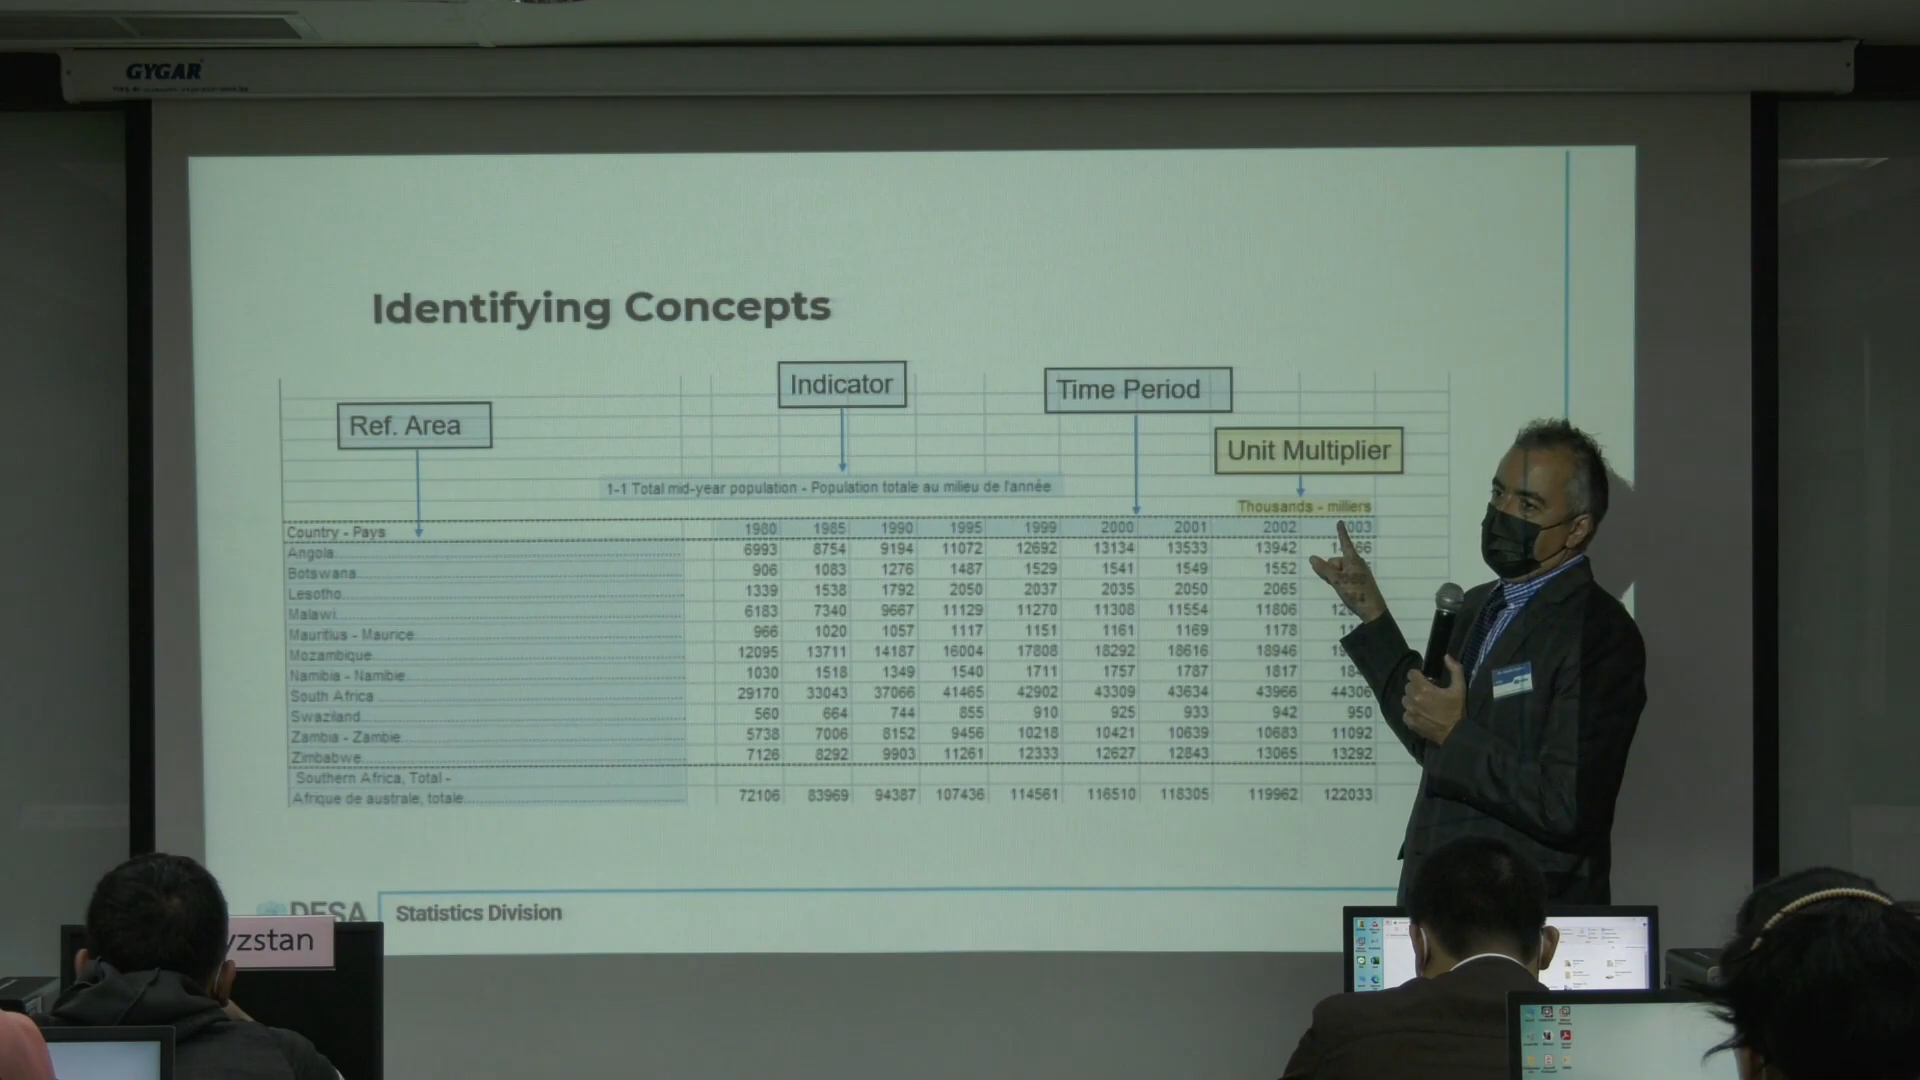 GYGAR
Identifying Concepts
Indicator
Time Period
Ref. Area
Unit Multiplier
1-1 Total mid-year population - Population totale au milieu de l'année
Thousands - milliers
Country - Pays 1980 1985 1990 1995 1999 2000 2001 2002 2003
Angola 6993 8754 9194 11072 12692 13134 13533 13942
Botswana 906 1083 1276 1487 1529 1541 1549 1552
Lesotho 1339 1538 1792 2050 2037 2035 2050 2065
Malawi 6183 7340 9667 11129 11270 11308 11554 11806
Mauritius - Maurice 966 1020 1057 1117 1151 1161 1169 1178
Mozambique 12095 13711 14187 16004 17808 18292 18616 18946
Namibia - Namibie 1030 1518 1349 1540 1711 1757 1787 1817
South Africa 29170 33043 37066 41465 42902 43309 43634 43966 44306
Swaziland 560 664 744 855 910 925 933 942 950
Zambia - Zambie 5738 7006 8152 9456 10218 10421 10639 10683 11092
Zimbabwe 7126 8292 9903 11261 12333 12627 12843 13065 13292
Southern Africa, Total -
Afrique de australe, totale 72106 83969 94387 107436 114561 116510 118305 119962 122033
DESA Statistics Division
yzstan